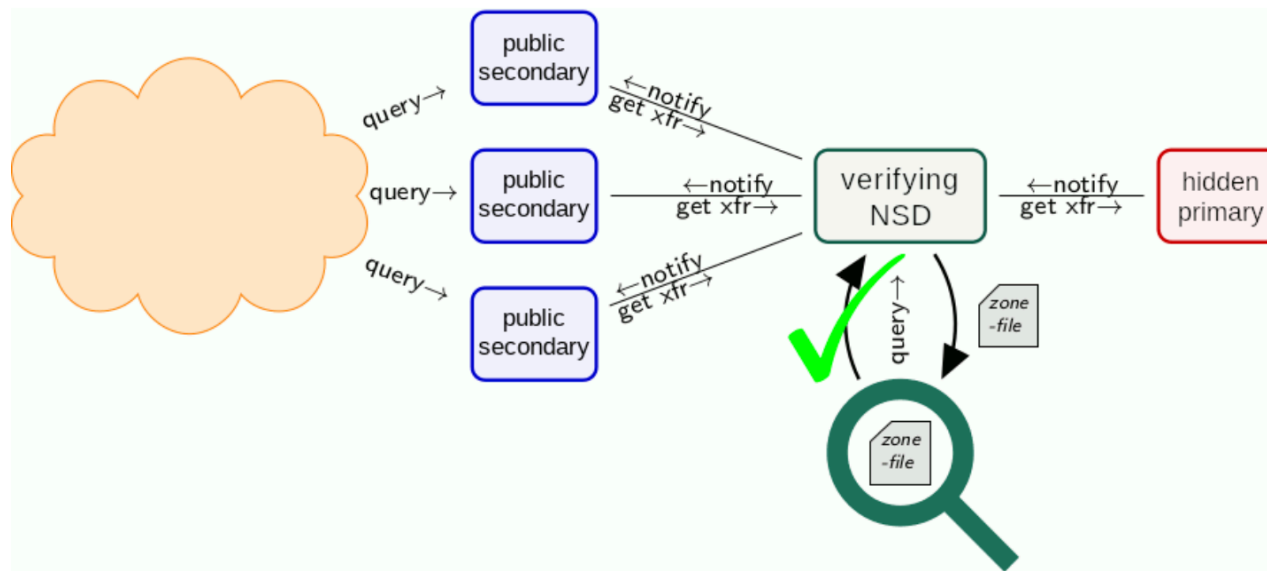 public
secondary
query→
←notify
get xfr→
public
secondary
query→
←notify
get xfr→
verifying
NSD
←notify
get xfr→
hidden
primary
query→
public
secondary
←notify
get xfr→
query→
zone
-file
zone
-file